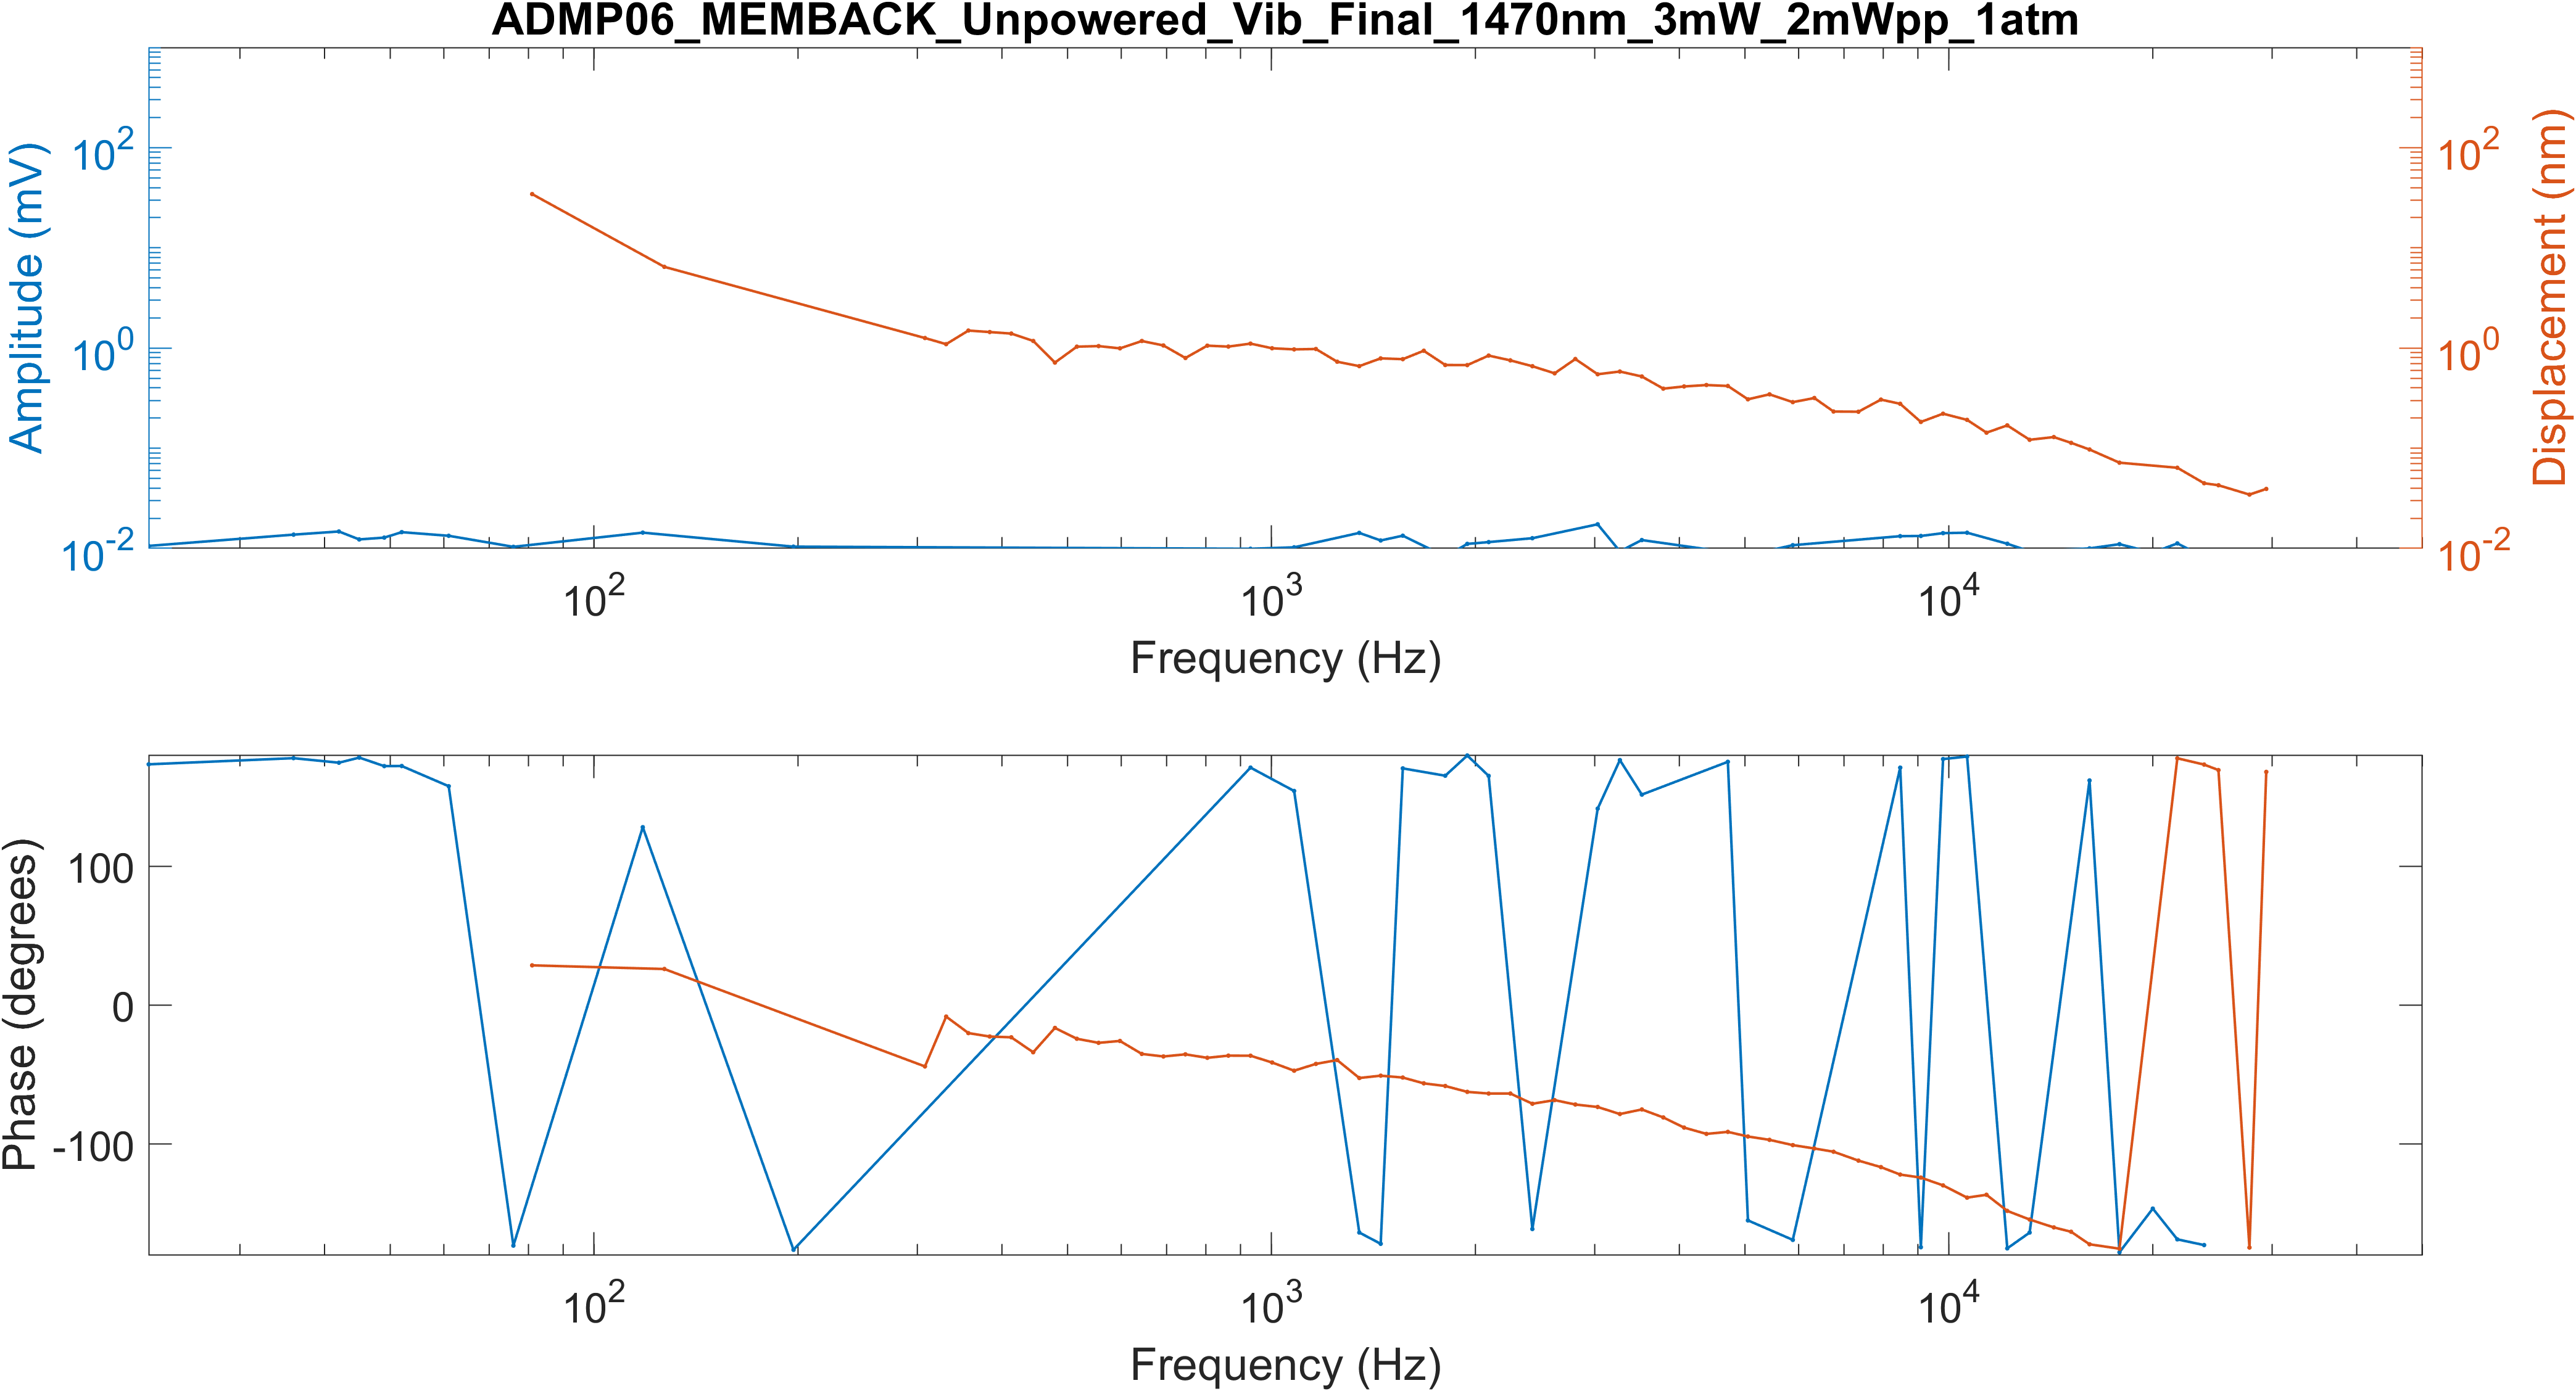 ADMP06_MEMBACK_Unpowered_Vib_Final_1470nm_3mW_2mWpp_1atm
Amplitude (mV)
10^2
10^0
10^-2
Displacement (nm)
10^2
10^0
10^-2
10^2
10^3
10^4
Frequency (Hz)
Phase (degrees)
100
0
-100
10^2
10^3
10^4
Frequency (Hz)